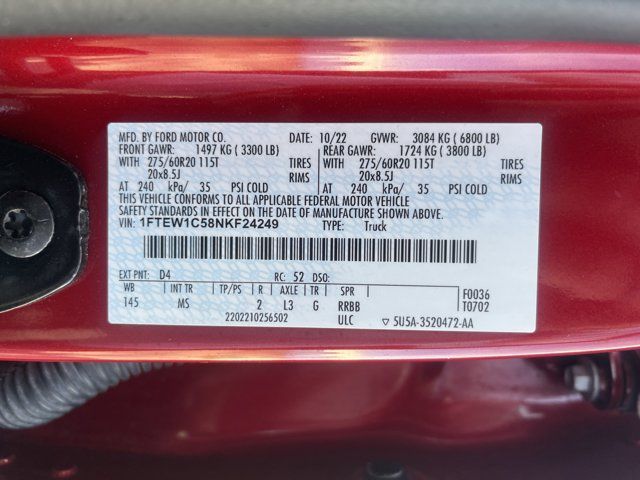 MFD. BY FORD MOTOR CO. DATE: 10/22 GVWR: 3084 KG (6800 LB)
FRONT GAWR: 1497 KG (3300 LB) REAR GAWR: 1724 KG (3800 LB)
WITH 275/60R20 115T TIRES WITH 275/60R20 115T TIRES
20x8.5J RIMS 20x8.5J RIMS
AT 240 kPa/ 35 PSI COLD AT 240 kPa/ 35 PSI COLD
THIS VEHICLE CONFORMS TO ALL APPLICABLE FEDERAL MOTOR VEHICLE
SAFETY STANDARDS IN EFFECT ON THE DATE OF MANUFACTURE SHOWN ABOVE.
VIN: 1FTEW1C58NKF24249 TYPE: Truck
EXT PNT: D4 RC: 52 DSO:
WB INT TR TP/PS R AXLE TR SPR F0036
145 MS 2 L3 G RRBB T0702
2202210256502 ULC ▽ 5U5A-3520472-AA